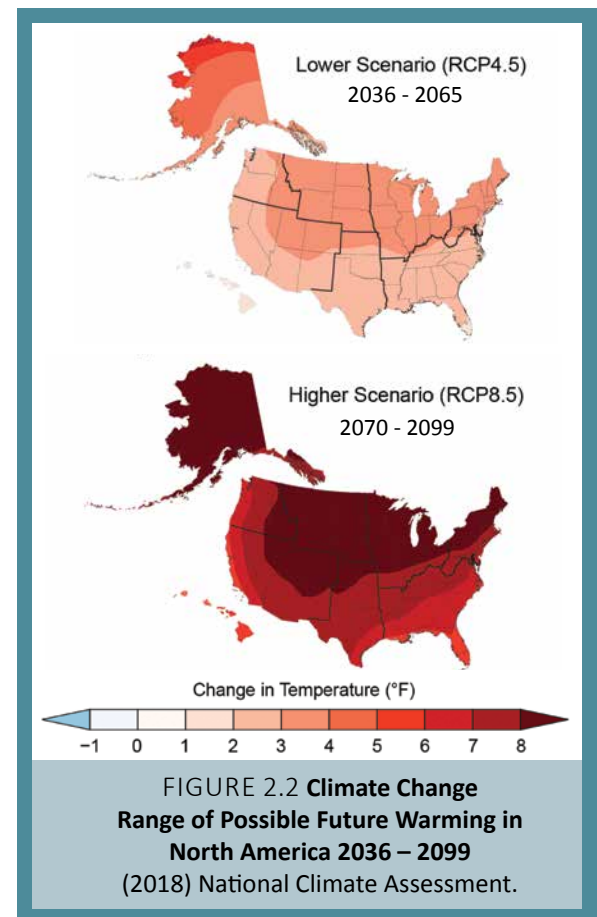 Lower Scenario (RCP4.5)
2036 - 2065
Higher Scenario (RCP8.5)
2070 - 2099
Change in Temperature (°F)
−1 0 1 2 3 4 5 6 7 8
FIGURE 2.2 Climate Change
Range of Possible Future Warming in
North America 2036 – 2099
(2018) National Climate Assessment.